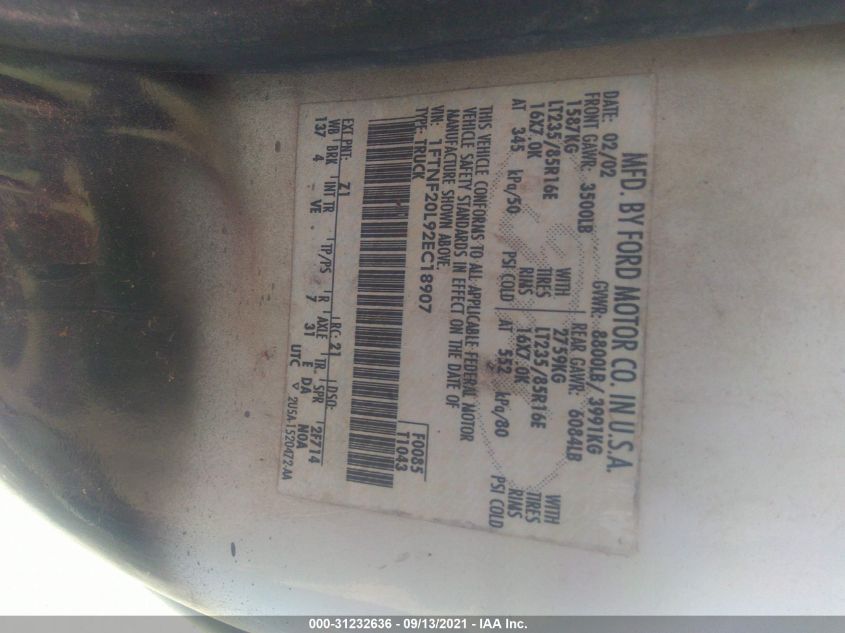 MFD. BY FORD MOTOR CO. IN U.S.A.
DATE: 02/02 GVWR: 8800LB/ 3991KG
FRONT GAWR: 3500LB REAR GAWR: 6084LB
1587KG WITH 2759KG WITH
LT235/85R16E TIRES LT235/85R16E TIRES
16X7.0K RIMS 16X7.0K RIMS
AT 345 kPa/50 PSI COLD AT 552 kPa/80 PSI COLD
THIS VEHICLE CONFORMS TO ALL APPLICABLE FEDERAL MOTOR
VEHICLE SAFETY STANDARDS IN EFFECT ON THE DATE OF
MANUFACTURE SHOWN ABOVE.
VIN: 1FTNF20L92EC18907 F0085
TYPE: TRUCK T1043
EXT PNT: Z1 RC: 21 DSO:
WB BRK INT TR TP/PS R AXLE TR SPR 2F714
137 4 VE 7 31 E DA N0A
UTC 2U5A-1520472-AA
000-31232636 - 09/13/2021 - IAA Inc.